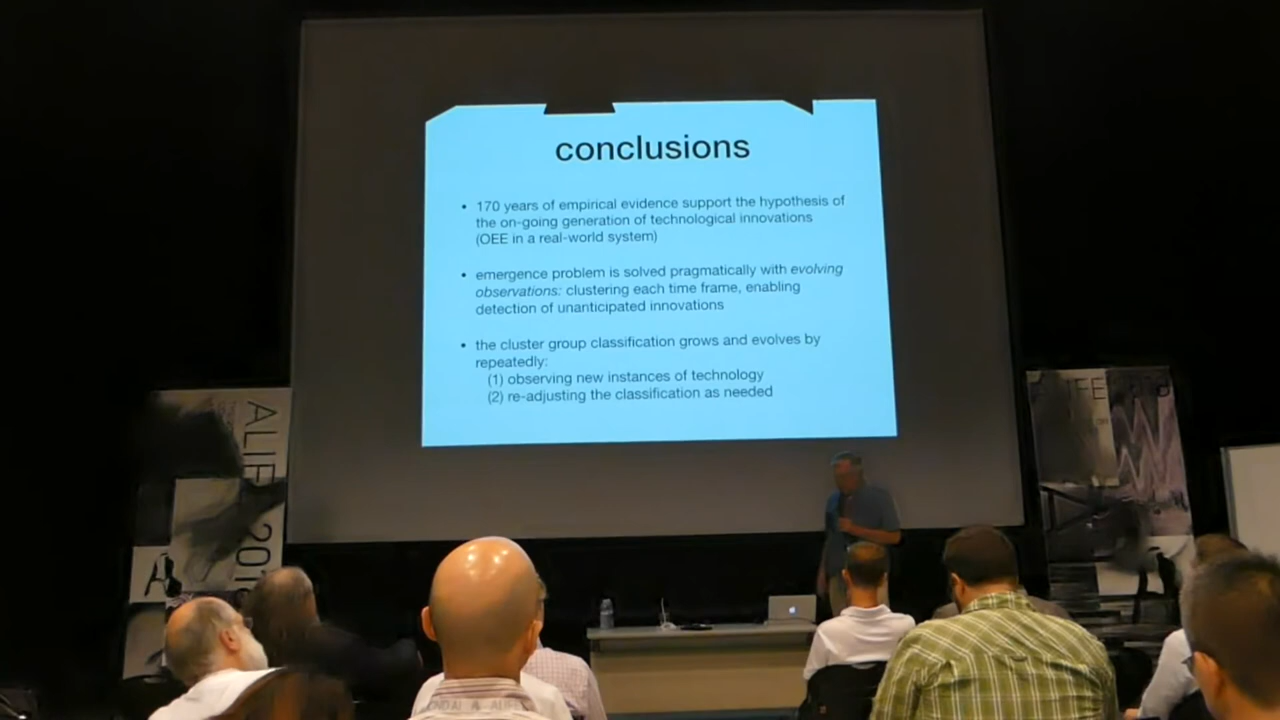 conclusions
• 170 years of empirical evidence support the hypothesis of
the on-going generation of technological innovations
(OEE in a real-world system)
• emergence problem is solved pragmatically with evolving
observations: clustering each time frame, enabling
detection of unanticipated innovations
• the cluster group classification grows and evolves by
repeatedly:
(1) observing new instances of technology
(2) re-adjusting the classification as needed
ALIFE 2018